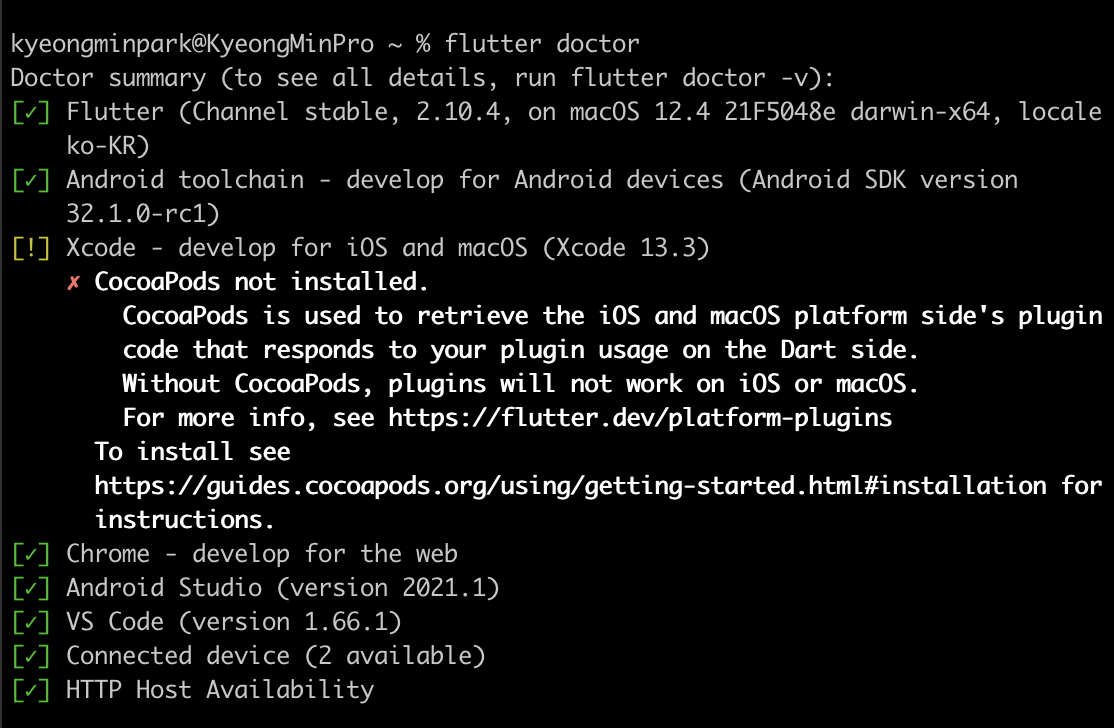 kyeongminpark@KyeongMinPro ~ % flutter doctor
Doctor summary (to see all details, run flutter doctor -v):
[✓] Flutter (Channel stable, 2.10.4, on macOS 12.4 21F5048e darwin-x64, locale
ko-KR)
[✓] Android toolchain - develop for Android devices (Android SDK version
32.1.0-rc1)
[!] Xcode - develop for iOS and macOS (Xcode 13.3)
✗ CocoaPods not installed.
CocoaPods is used to retrieve the iOS and macOS platform side's plugin
code that responds to your plugin usage on the Dart side.
Without CocoaPods, plugins will not work on iOS or macOS.
For more info, see https://flutter.dev/platform-plugins
To install see
https://guides.cocoapods.org/using/getting-started.html#installation for
instructions.
[✓] Chrome - develop for the web
[✓] Android Studio (version 2021.1)
[✓] VS Code (version 1.66.1)
[✓] Connected device (2 available)
[✓] HTTP Host Availability